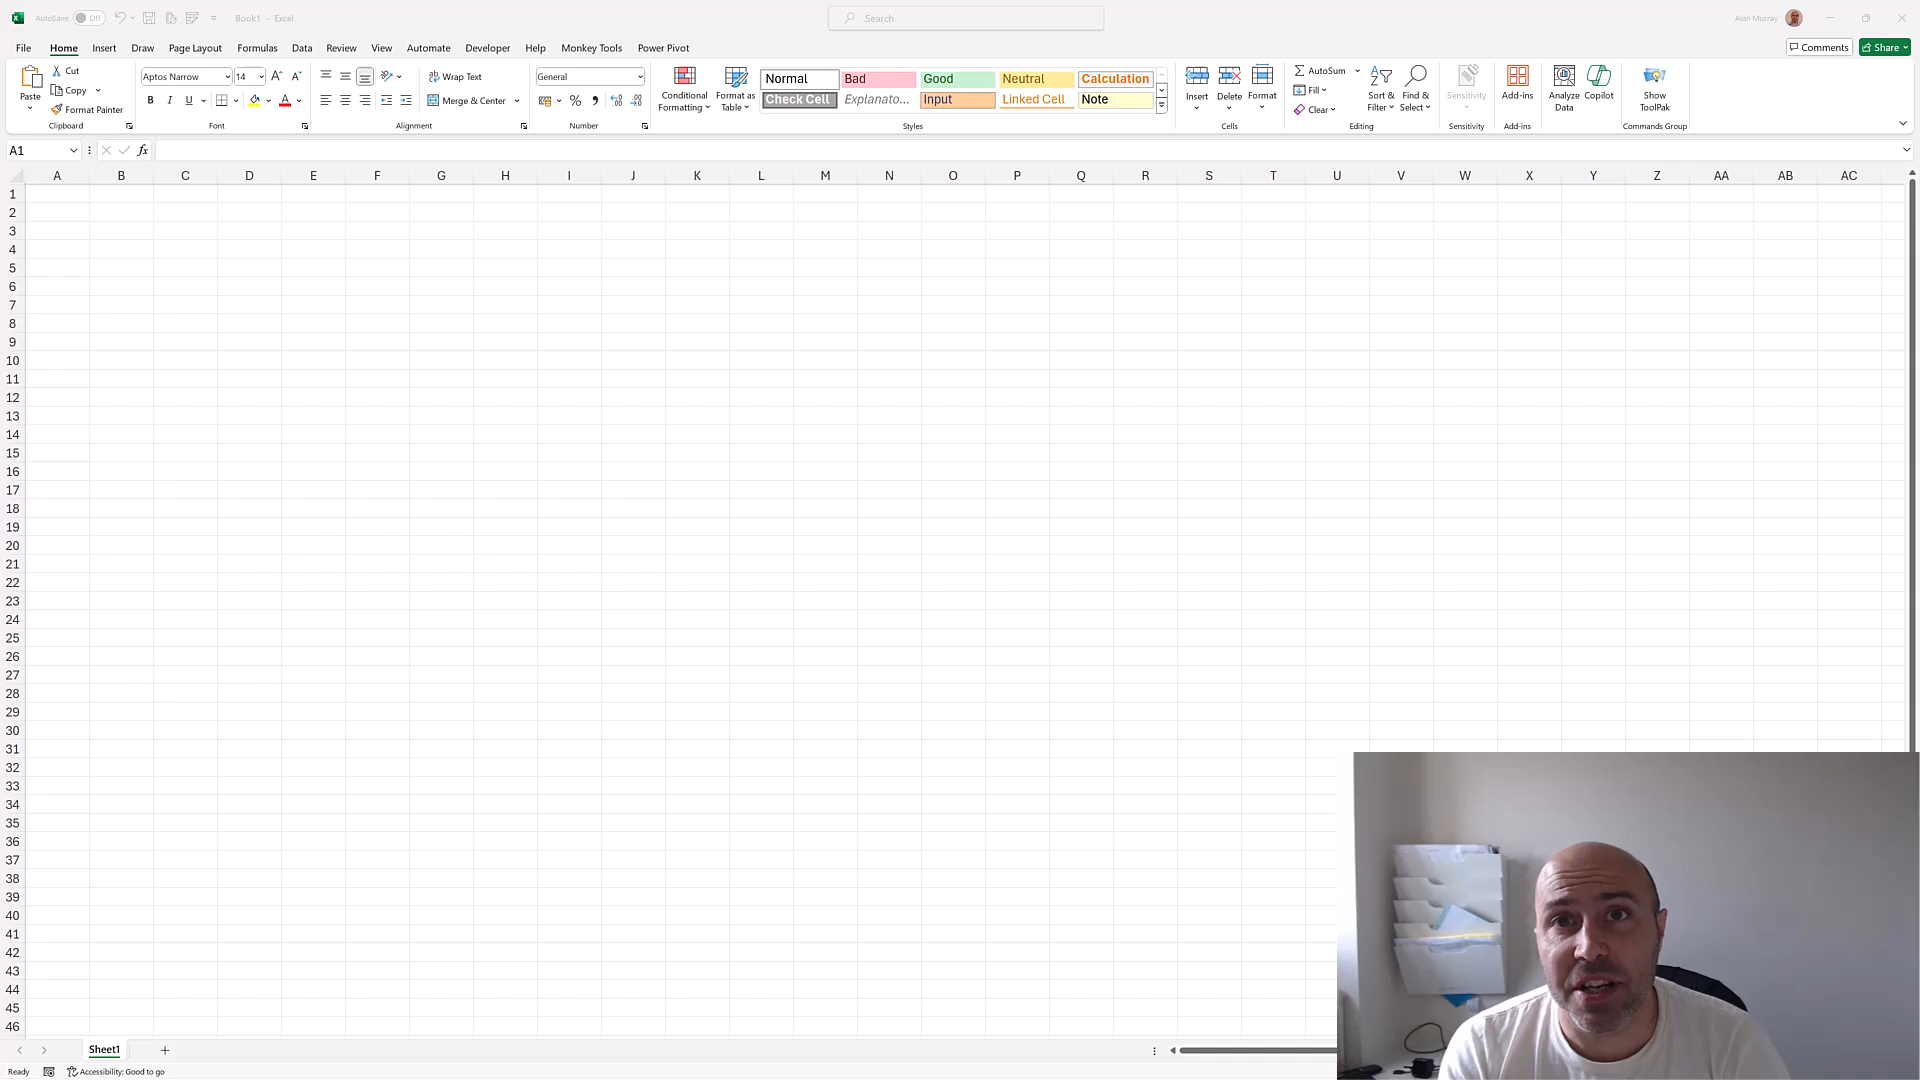 AutoSave Off Book1 - Excel Search Alan Murray
File Home Insert Draw Page Layout Formulas Data Review View Automate Developer Help Monkey Tools Power Pivot Comments Share
Paste Cut Copy Format Painter Clipboard
Aptos Narrow 14 B I U Font
Wrap Text Merge & Center Alignment
General Number
Conditional Formatting Format as Table
Normal Bad Good Neutral Calculation
Check Cell Explanato... Input Linked Cell Note
Styles
Insert Delete Format Cells
AutoSum Fill Clear Sort & Filter Find & Select Editing
Sensitivity Sensitivity
Add-ins Add-ins
Analyze Data Copilot
Show ToolPak Commands Group
A1 fx
A B C D E F G H I J K L M N O P Q R S T U V W X Y Z AA AB AC
1
2
3
4
5
6
7
8
9
10
11
12
13
14
15
16
17
18
19
20
21
22
23
24
25
26
27
28
29
30
31
32
33
34
35
36
37
38
39
40
41
42
43
44
45
46
Sheet1
Ready Accessibility: Good to go